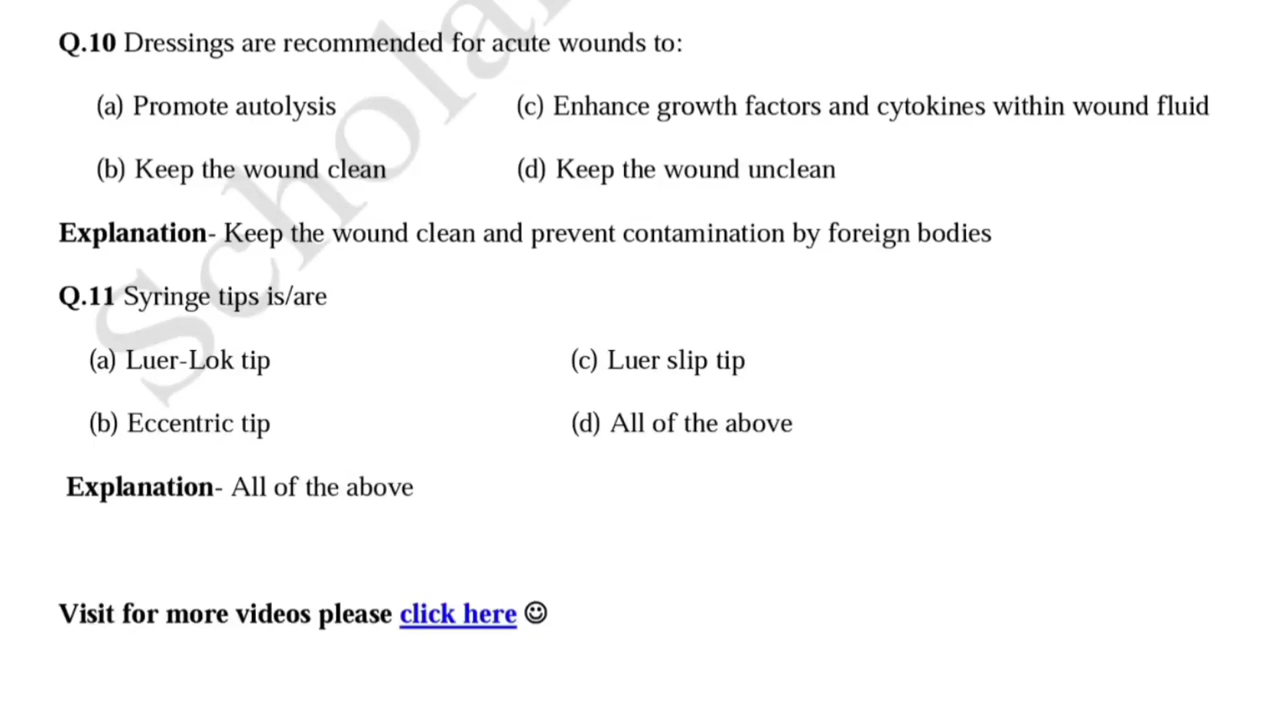 Q.10 Dressings are recommended for acute wounds to:
(a) Promote autolysis (c) Enhance growth factors and cytokines within wound fluid
(b) Keep the wound clean (d) Keep the wound unclean
Explanation- Keep the wound clean and prevent contamination by foreign bodies
Q.11 Syringe tips is/are
(a) Luer-Lok tip (c) Luer slip tip
(b) Eccentric tip (d) All of the above
Explanation- All of the above
Visit for more videos please click here ☺
Schola